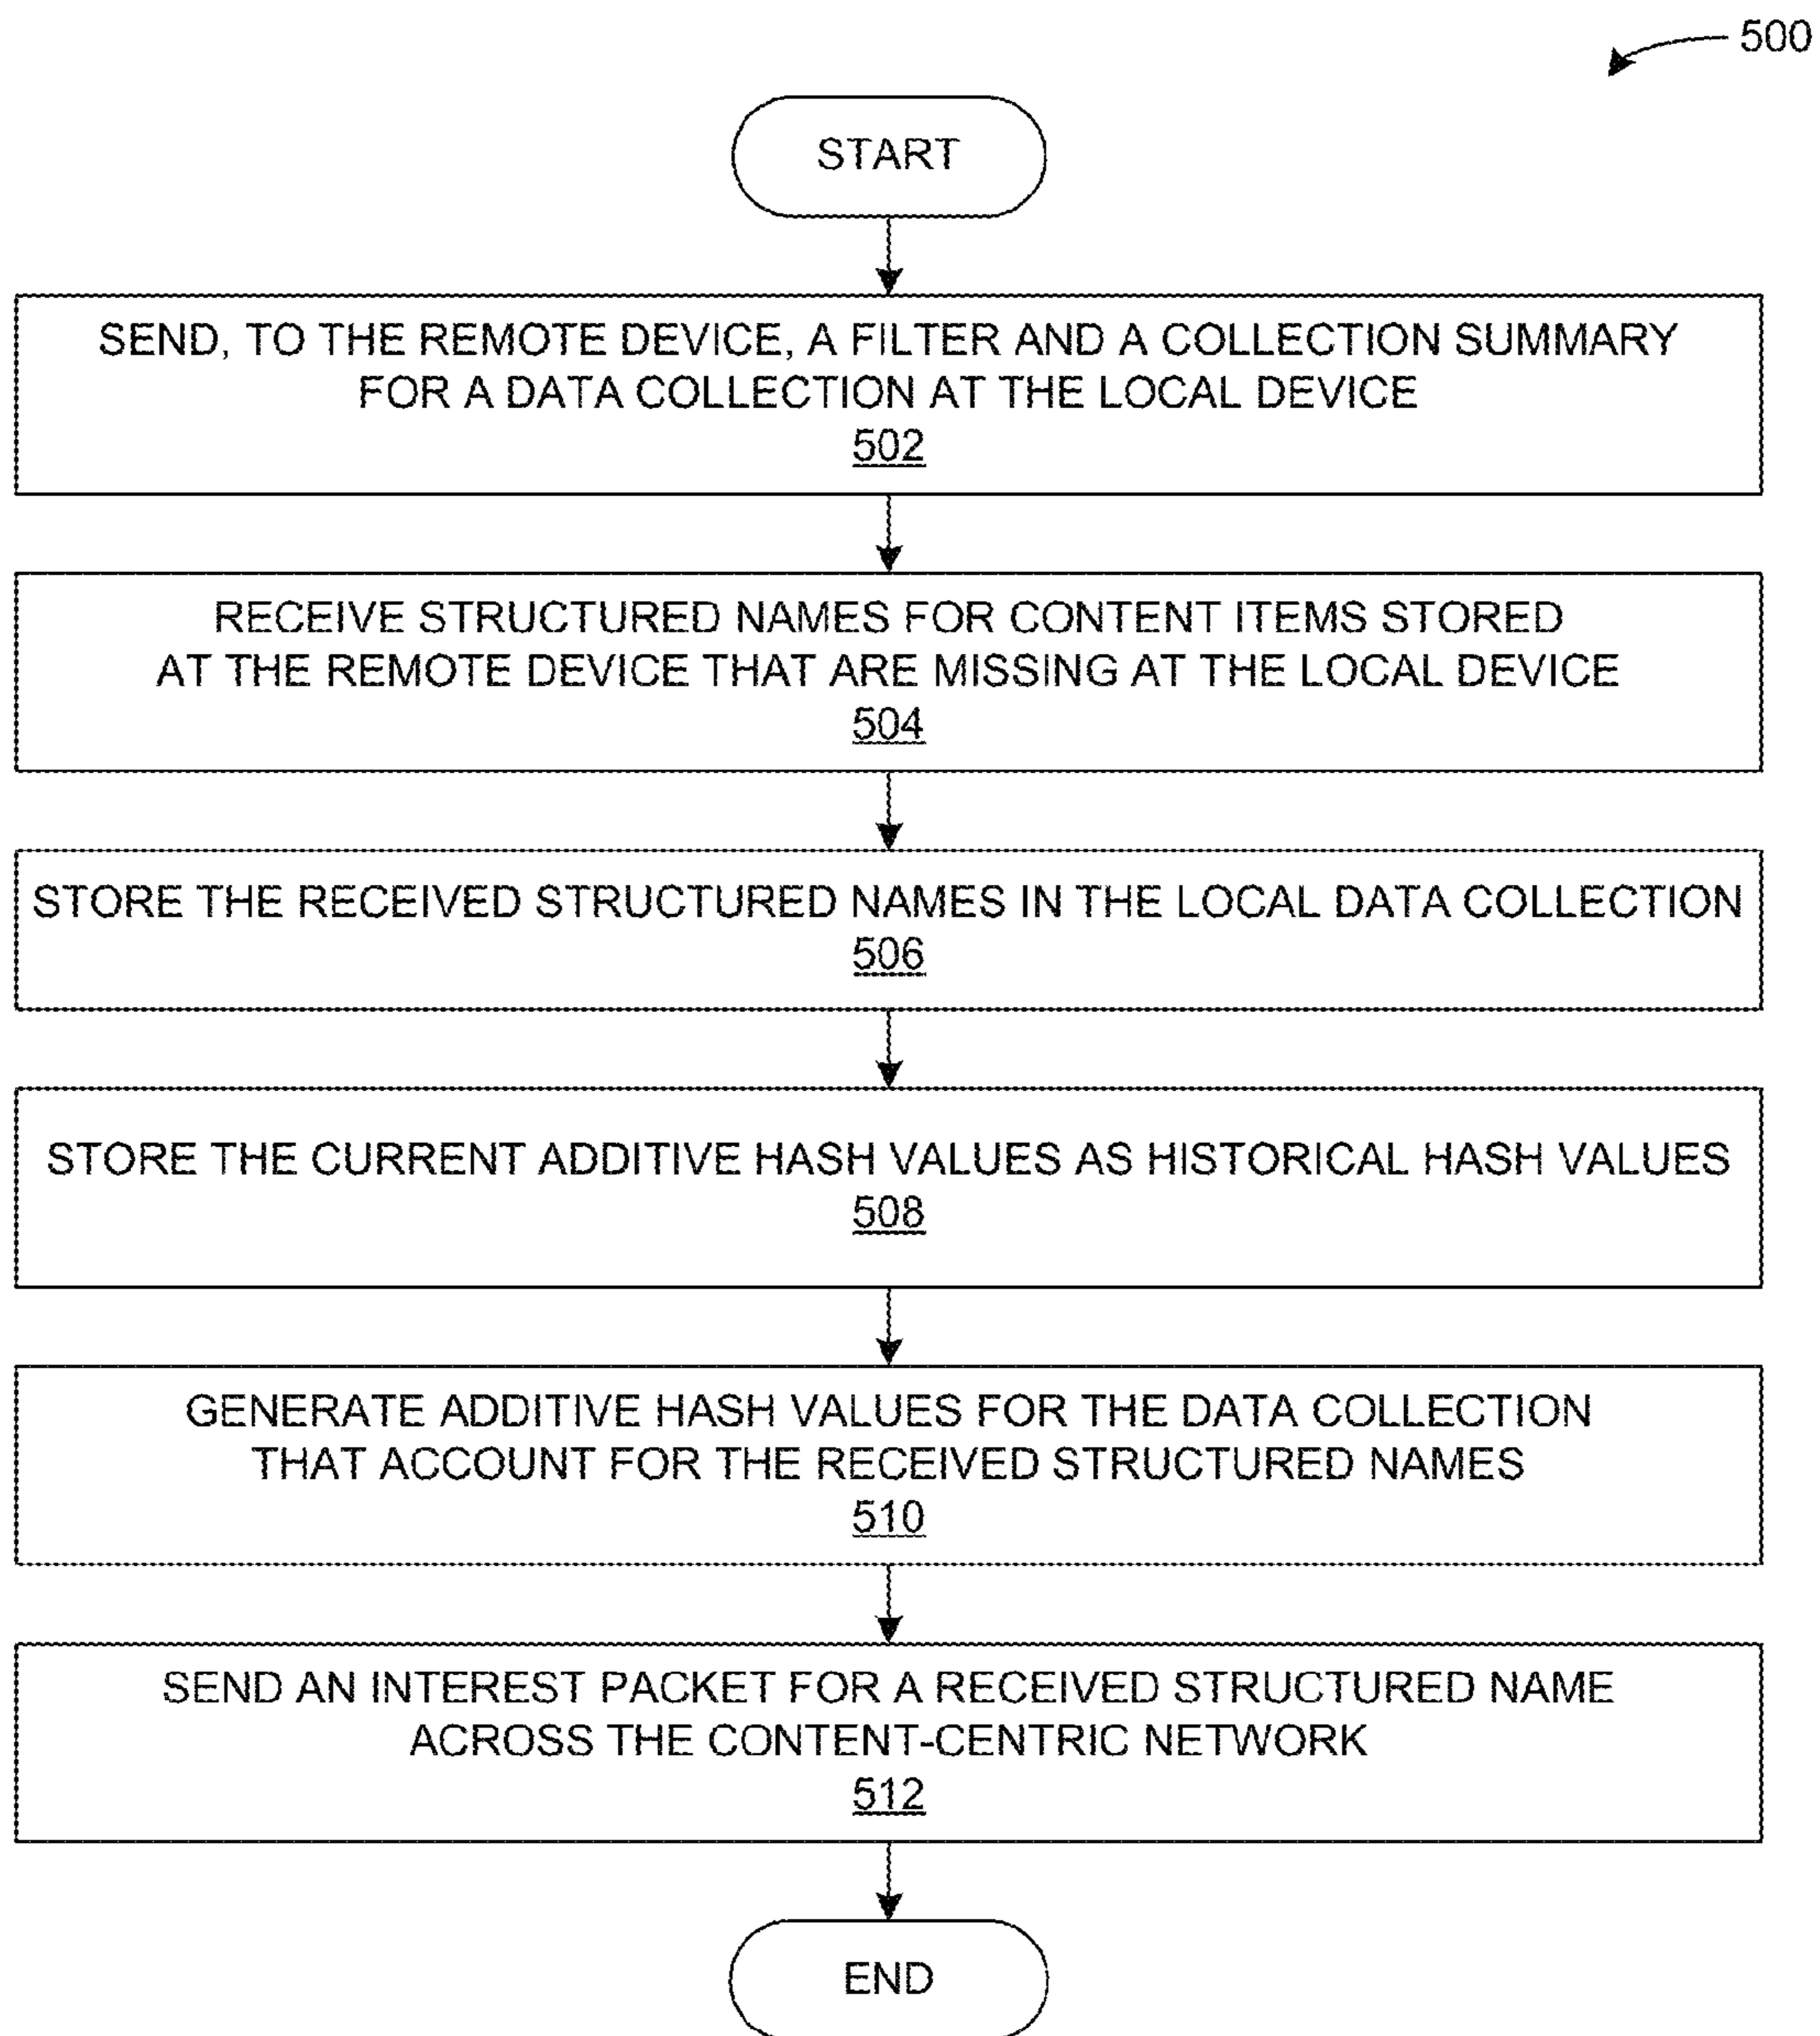 500
START
SEND, TO THE REMOTE DEVICE, A FILTER AND A COLLECTION SUMMARY
FOR A DATA COLLECTION AT THE LOCAL DEVICE
502
RECEIVE STRUCTURED NAMES FOR CONTENT ITEMS STORED
AT THE REMOTE DEVICE THAT ARE MISSING AT THE LOCAL DEVICE
504
STORE THE RECEIVED STRUCTURED NAMES IN THE LOCAL DATA COLLECTION
506
STORE THE CURRENT ADDITIVE HASH VALUES AS HISTORICAL HASH VALUES
508
GENERATE ADDITIVE HASH VALUES FOR THE DATA COLLECTION
THAT ACCOUNT FOR THE RECEIVED STRUCTURED NAMES
510
SEND AN INTEREST PACKET FOR A RECEIVED STRUCTURED NAME
ACROSS THE CONTENT-CENTRIC NETWORK
512
END